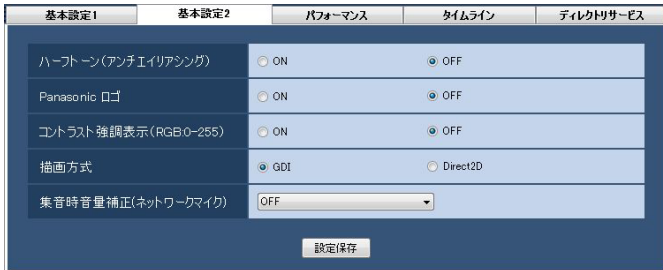 基本設定1 基本設定2 パフォーマンス タイムライン ディレクトリサービス
ハーフトーン(アンチエイリアシング) ON OFF
Panasonic ロゴ ON OFF
コントラスト強調表示(RGB:0-255) ON OFF
描画方式 GDI Direct2D
集音時音量補正(ネットワークマイク) OFF
設定保存